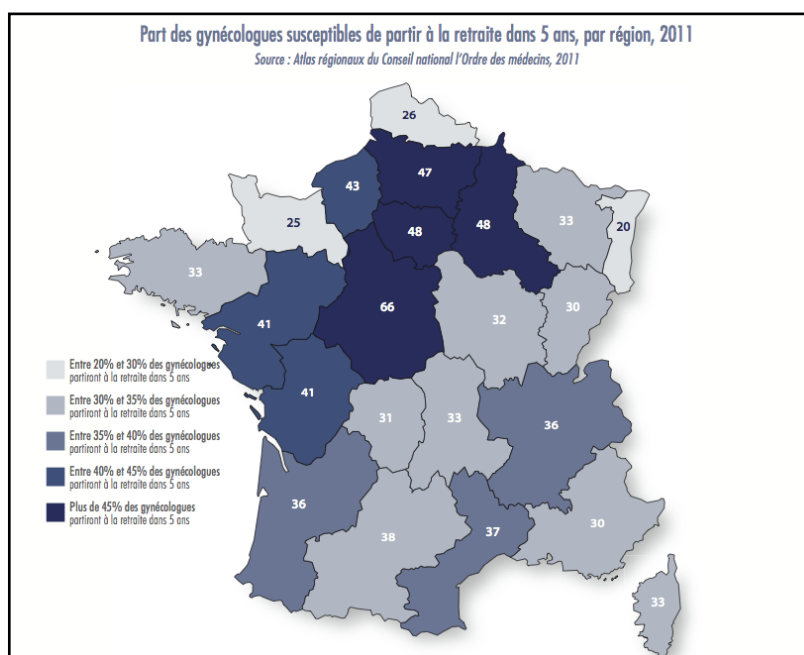 Part des gynécologues susceptibles de partir à la retraite dans 5 ans, par région, 2011
Source : Atlas régionaux du Conseil national l'Ordre des médecins, 2011
26
47
43
25
48
48
33
20
33
66
41
32
30
Entre 20% et 30% des gynécologues
partiront à la retraite dans 5 ans
Entre 30% et 35% des gynécologues
partiront à la retraite dans 5 ans
Entre 35% et 40% des gynécologues
partiront à la retraite dans 5 ans
Entre 40% et 45% des gynécologues
partiront à la retraite dans 5 ans
Plus de 45% des gynécologues
partiront à la retraite dans 5 ans
41
31
33
36
36
38
37
30
33